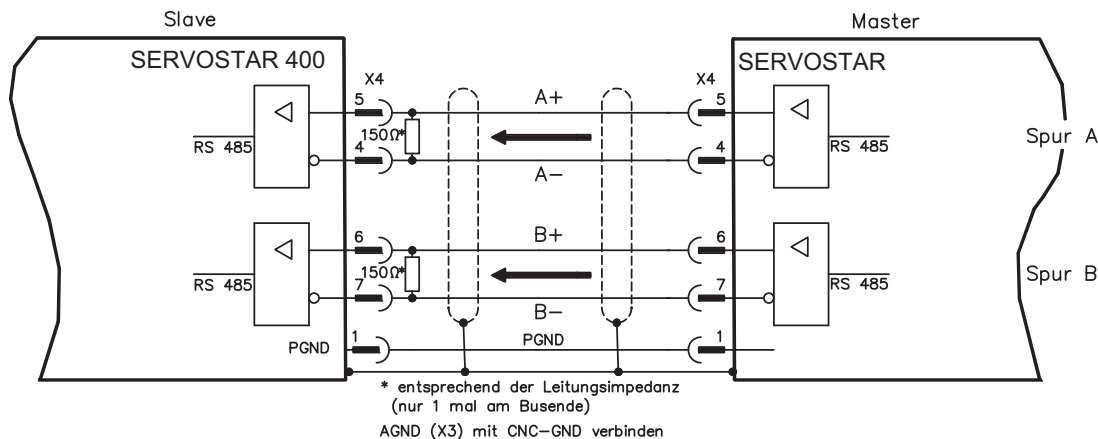 Slave
Master
SERVOSTAR 400
SERVOSTAR
X4
X4
5
A+
5
150Ω*
RS 485
RS 485
Spur A
4
4
A-
6
B+
6
150Ω*
RS 485
RS 485
Spur B
7
7
B-
PGND
1
PGND
1
* entsprechend der Leitungsimpedanz
(nur 1 mal am Busende)
AGND (X3) mit CNC-GND verbinden